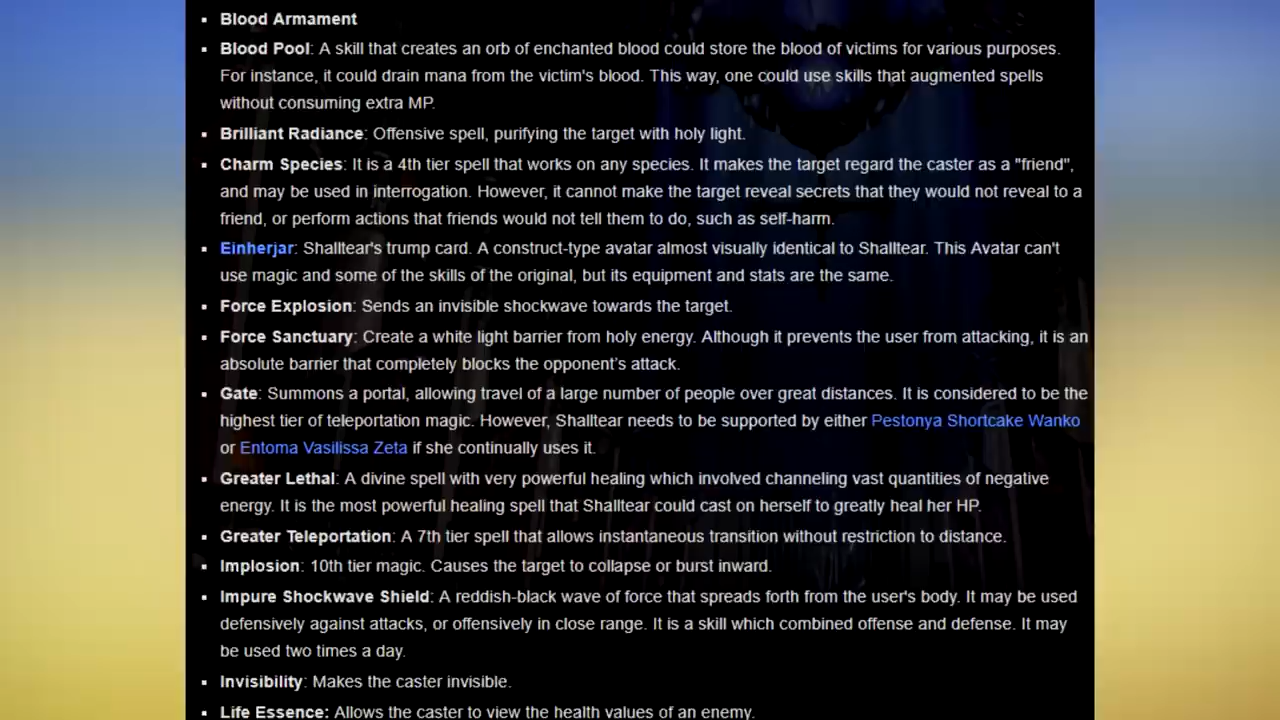 Blood Armament
Blood Pool: A skill that creates an orb of enchanted blood could store the blood of victims for various purposes.
For instance, it could drain mana from the victim's blood. This way, one could use skills that augmented spells
without consuming extra MP.
Brilliant Radiance: Offensive spell, purifying the target with holy light.
Charm Species: It is a 4th tier spell that works on any species. It makes the target regard the caster as a "friend",
and may be used in interrogation. However, it cannot make the target reveal secrets that they would not reveal to a
friend, or perform actions that friends would not tell them to do, such as self-harm.
Einherjar: Shalltear's trump card. A construct-type avatar almost visually identical to Shalltear. This Avatar can't
use magic and some of the skills of the original, but its equipment and stats are the same.
Force Explosion: Sends an invisible shockwave towards the target.
Force Sanctuary: Create a white light barrier from holy energy. Although it prevents the user from attacking, it is an
absolute barrier that completely blocks the opponent’s attack.
Gate: Summons a portal, allowing travel of a large number of people over great distances. It is considered to be the
highest tier of teleportation magic. However, Shalltear needs to be supported by either Pestonya Shortcake Wanko
or Entoma Vasilissa Zeta if she continually uses it.
Greater Lethal: A divine spell with very powerful healing which involved channeling vast quantities of negative
energy. It is the most powerful healing spell that Shalltear could cast on herself to greatly heal her HP.
Greater Teleportation: A 7th tier spell that allows instantaneous transition without restriction to distance.
Implosion: 10th tier magic. Causes the target to collapse or burst inward.
Impure Shockwave Shield: A reddish-black wave of force that spreads forth from the user's body. It may be used
defensively against attacks, or offensively in close range. It is a skill which combined offense and defense. It may
be used two times a day.
Invisibility: Makes the caster invisible.
Life Essence: Allows the caster to view the health values of an enemy.